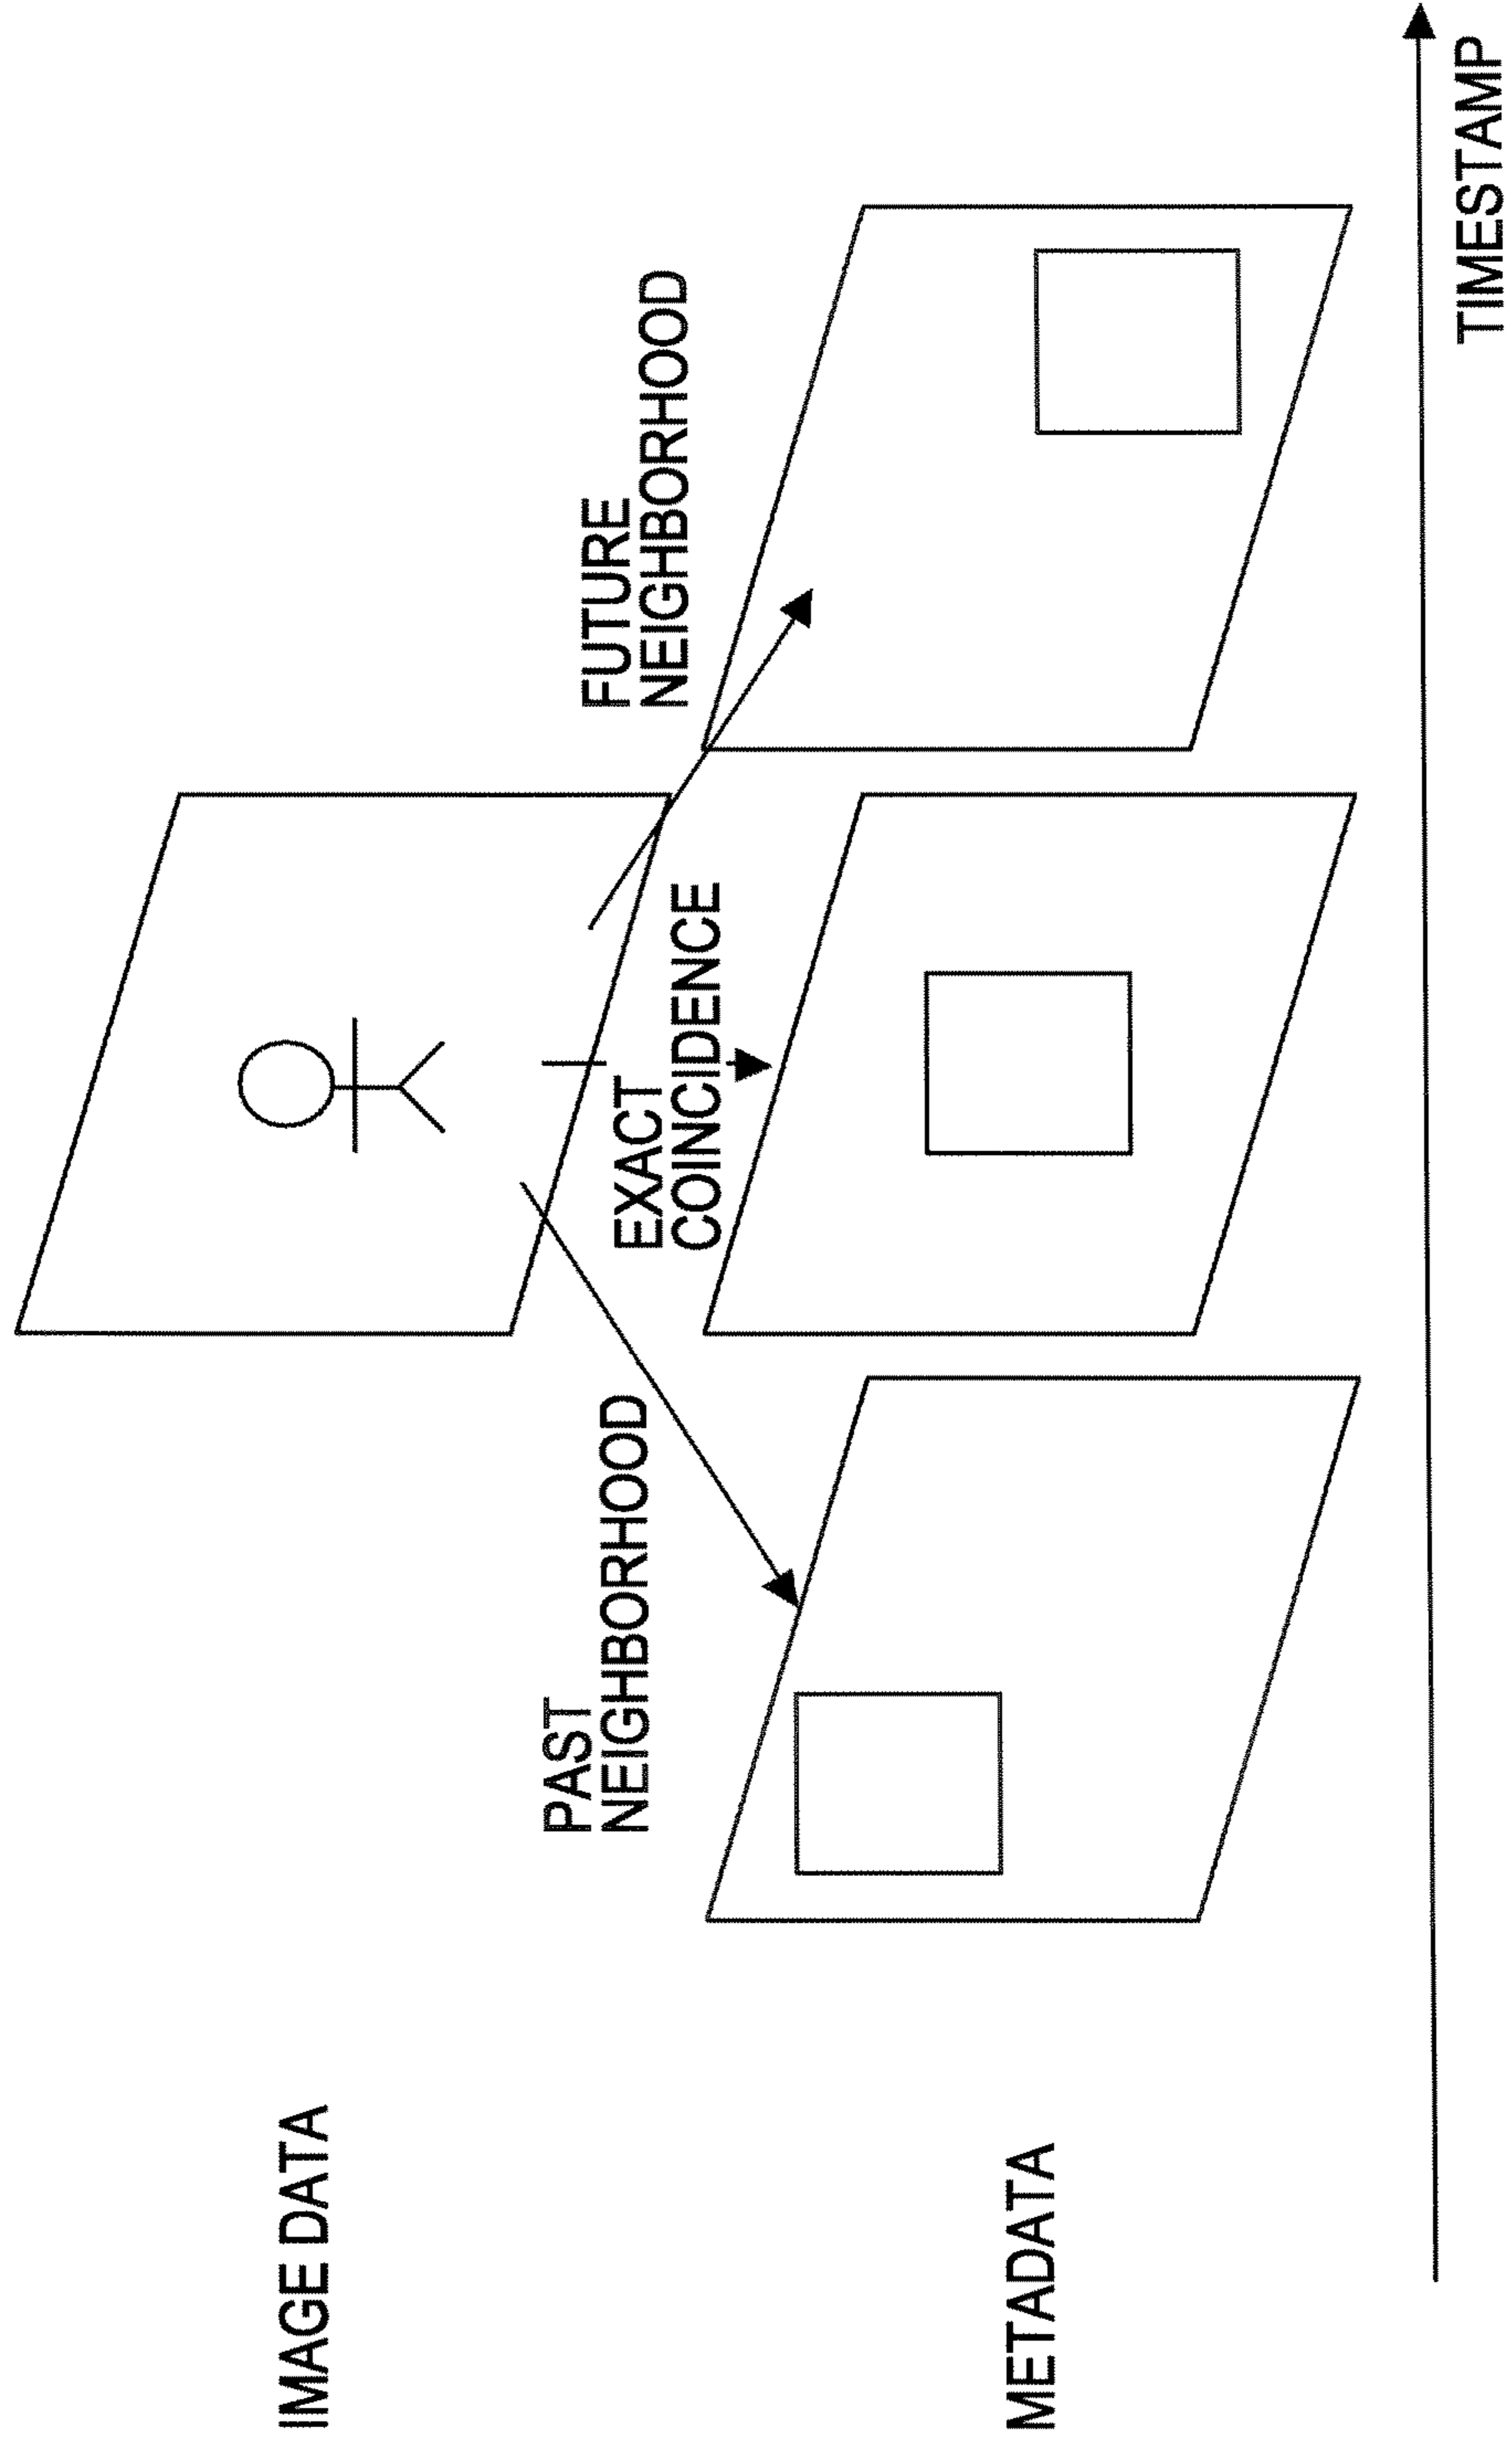 IMAGE DATA
PAST
NEIGHBORHOOD
EXACT
COINCIDENCE
FUTURE
NEIGHBORHOOD
METADATA
TIMESTAMP